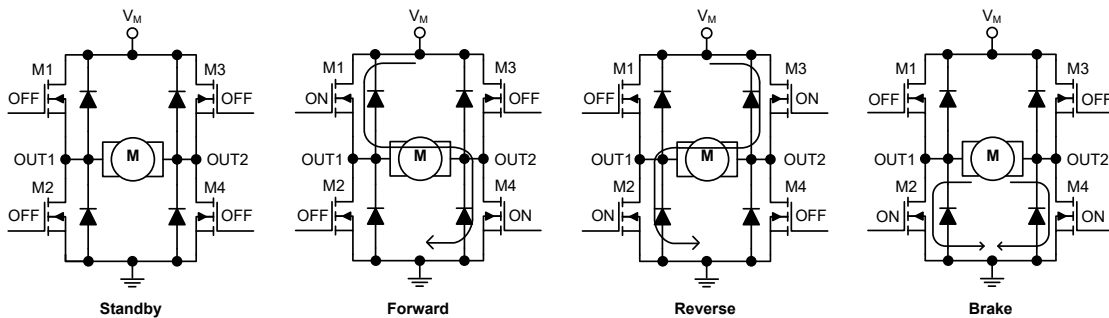 VM
M1
M3
OFF
OFF
OUT1
M
OUT2
M2
M4
OFF
OFF
Standby
VM
M1
M3
ON
OFF
OUT1
M
OUT2
M2
M4
OFF
ON
Forward
VM
M1
M3
OFF
ON
OUT1
M
OUT2
M2
M4
ON
OFF
Reverse
VM
M1
M3
OFF
OFF
OUT1
M
OUT2
M2
M4
ON
ON
Brake